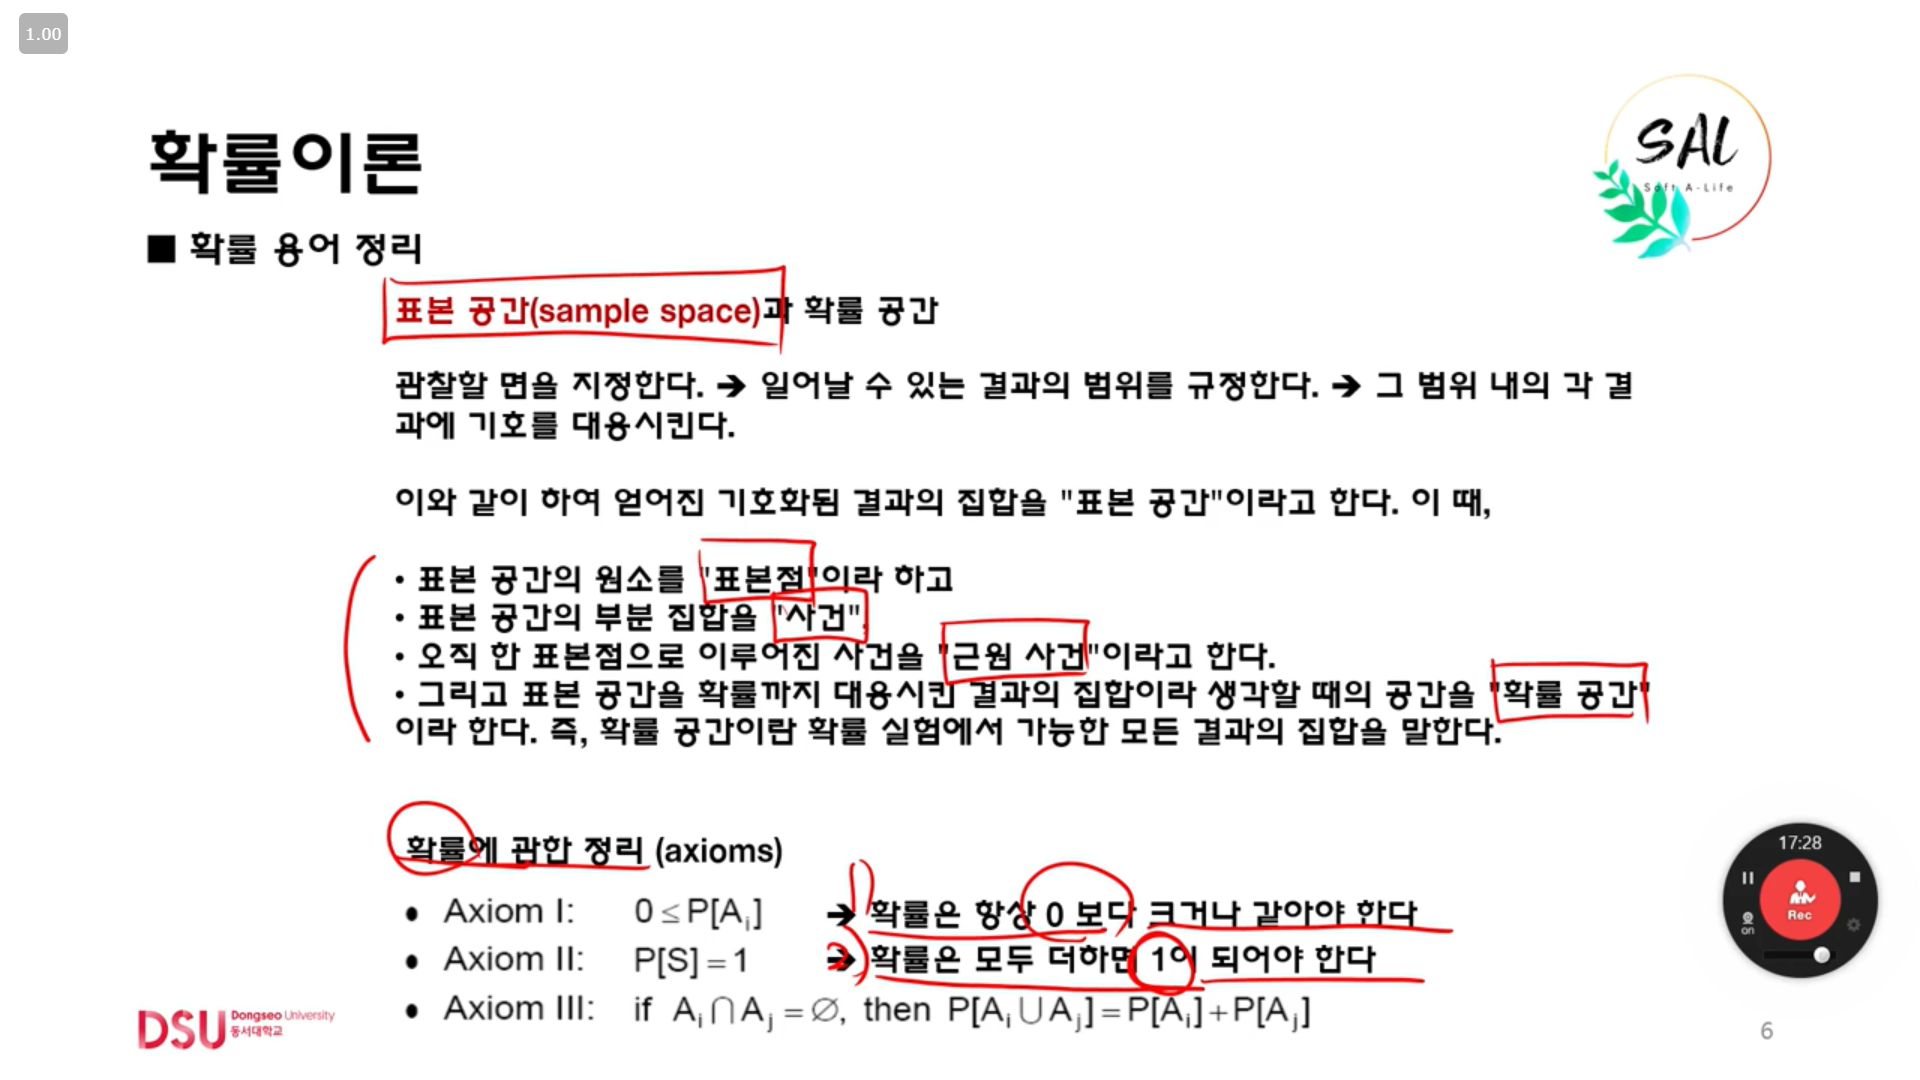 1.00
SAL
Soft A-Life
확률이론
■ 확률 용어 정리
표본 공간(sample space)과 확률 공간
관찰할 면을 지정한다. ➔ 일어날 수 있는 결과의 범위를 규정한다. ➔ 그 범위 내의 각 결
과에 기호를 대용시킨다.
이와 같이 하여 얻어진 기호화된 결과의 집합을 "표본 공간"이라고 한다. 이 때,
• 표본 공간의 원소를 "표본점"이라 하고
• 표본 공간의 부분 집합을 "사건",
• 오직 한 표본점으로 이루어진 사건을 "근원 사건"이라고 한다.
• 그리고 표본 공간을 확률까지 대용시킨 결과의 집합이라 생각할 때의 공간을 "확률 공간"
이라 한다. 즉, 확률 공간이란 확률 실험에서 가능한 모든 결과의 집합을 말한다.
확률에 관한 정리 (axioms)
● Axiom I: 0 ≤ P[Aᵢ] ➔ 확률은 항상 0 보다 크거나 같아야 한다
● Axiom II: P[S] = 1 ➔ 확률은 모두 더하면 1이 되어야 한다
● Axiom III: if Aᵢ ∩ Aⱼ = ∅, then P[Aᵢ ∪ Aⱼ] = P[Aᵢ] + P[Aⱼ]
17:28
Rec
on
DSU Dongseo University
동서대학교
6